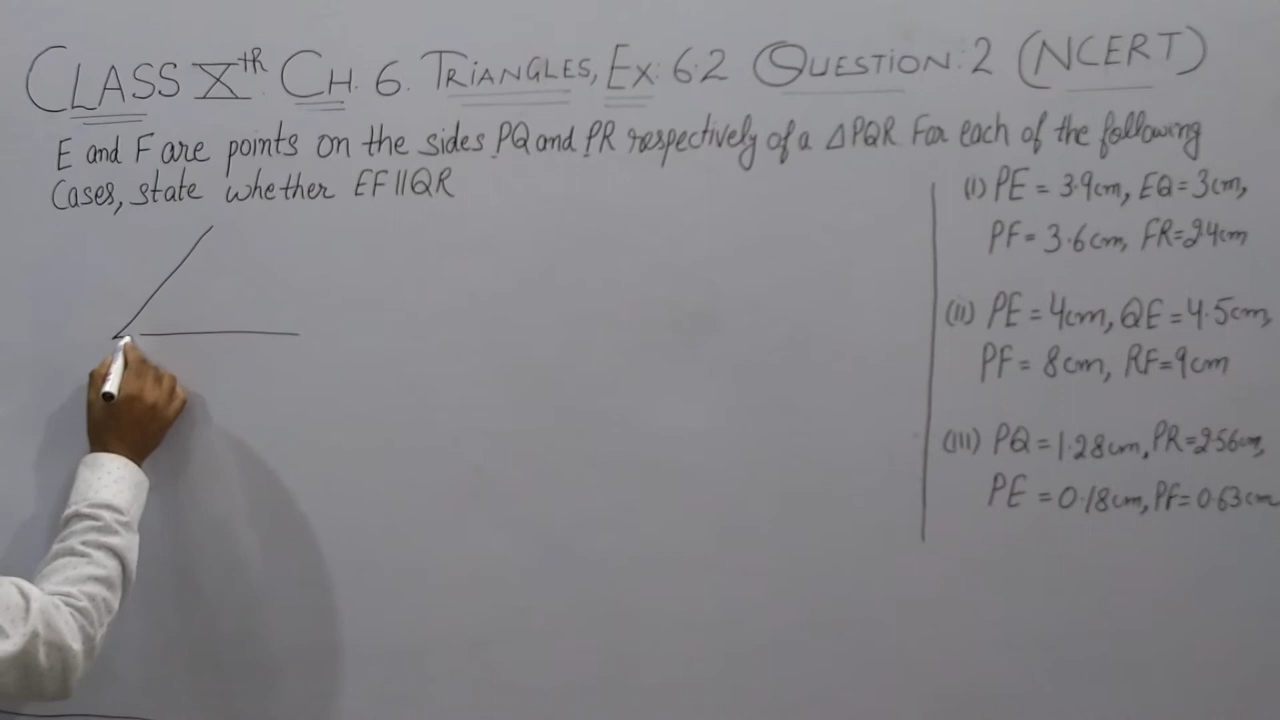 CLASS Xth CH. 6. TRIANGLES, Ex: 6.2 QUESTION: 2 (NCERT)
E and F are points on the sides PQ and PR respectively of a △PQR For each of the following
Cases, state whether EF||QR
(I) PE = 3.9cm, EQ = 3cm,
PF = 3.6cm, FR = 2.4cm
(II) PE = 4cm, QE = 4.5cm,
PF = 8cm, RF = 9cm
(III) PQ = 1.28cm, PR = 2.56cm,
PE = 0.18cm, PF = 0.63cm